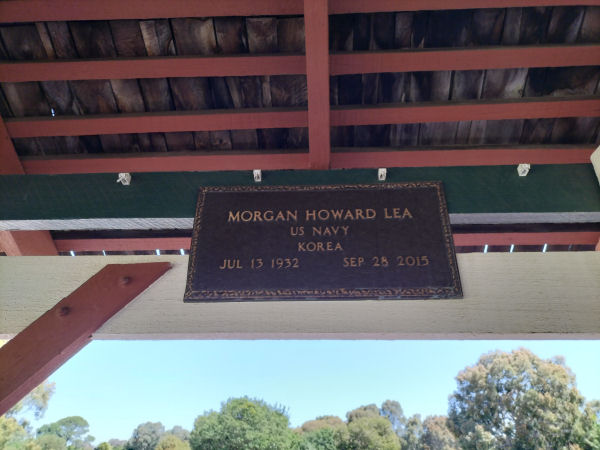 MORGAN HOWARD LEA
US NAVY
KOREA
JUL 13 1932 SEP 28 2015